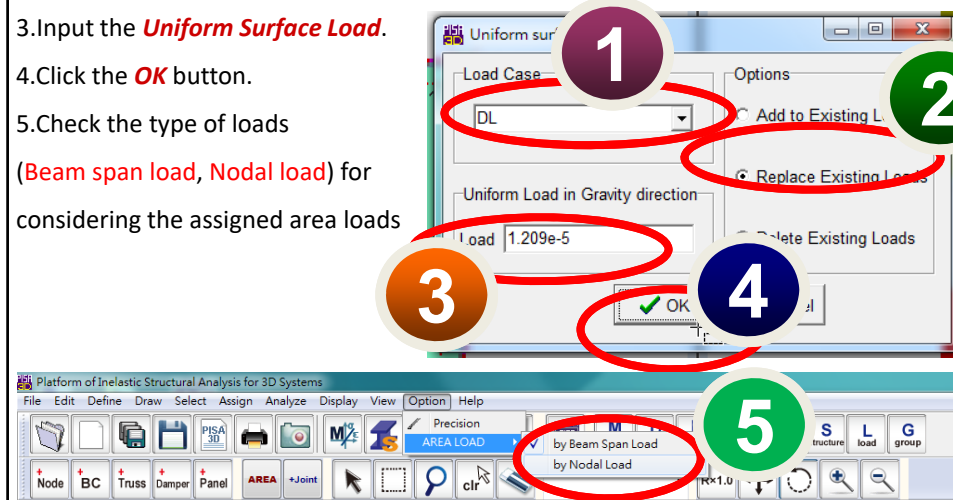 3.Input the Uniform Surface Load.
4.Click the OK button.
5.Check the type of loads
(Beam span load, Nodal load) for
considering the assigned area loads
Uniform sur
1
Load Case
DL
Options
2
Add to Existing L
Replace Existing Loads
Delete Existing Loads
Uniform Load in Gravity direction
Load 1.209e-5
3
OK
4
el
Platform of Inelastic Structural Analysis for 3D Systems
File Edit Define Draw Select Assign Analyze Display View Option Help
Precision
AREA LOAD
by Beam Span Load
by Nodal Load
5
PISA 3D
M
S tructure
L load
G group
+ Node
+ BC
+ Truss
+ Damper
+ Panel
AREA
+Joint
clr
R×1.0